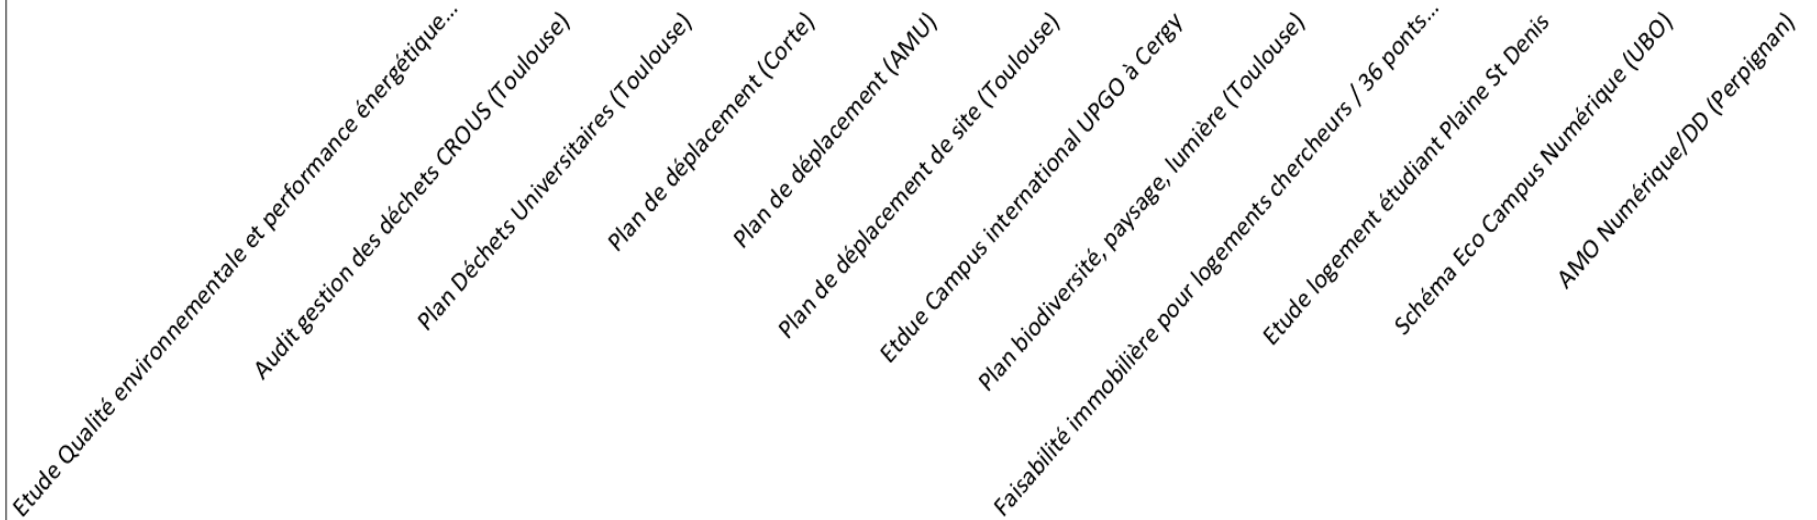 Etude Qualité environnementale et performance énergétique...
Audit gestion des déchets CROUS (Toulouse)
Plan Déchets Universitaires (Toulouse)
Plan de déplacement (Corte)
Plan de déplacement (AMU)
Plan de déplacement de site (Toulouse)
Etdue Campus international UPGO à Cergy
Plan biodiversité, paysage, lumière (Toulouse)
Faisabilité immobilière pour logements chercheurs / 36 ponts...
Etude logement étudiant Plaine St Denis
Schéma Eco Campus Numérique (UBO)
AMO Numérique/DD (Perpignan)